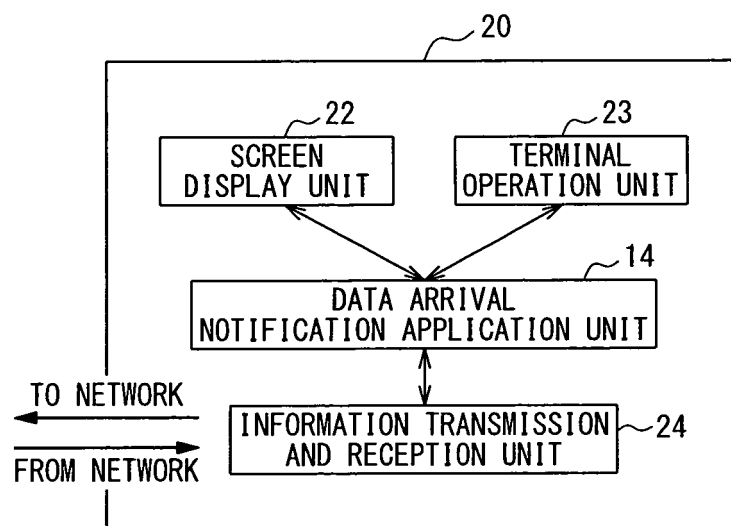 20
22
23
SCREEN
DISPLAY UNIT
TERMINAL
OPERATION UNIT
14
DATA ARRIVAL
NOTIFICATION APPLICATION UNIT
TO NETWORK
FROM NETWORK
INFORMATION TRANSMISSION
AND RECEPTION UNIT
24